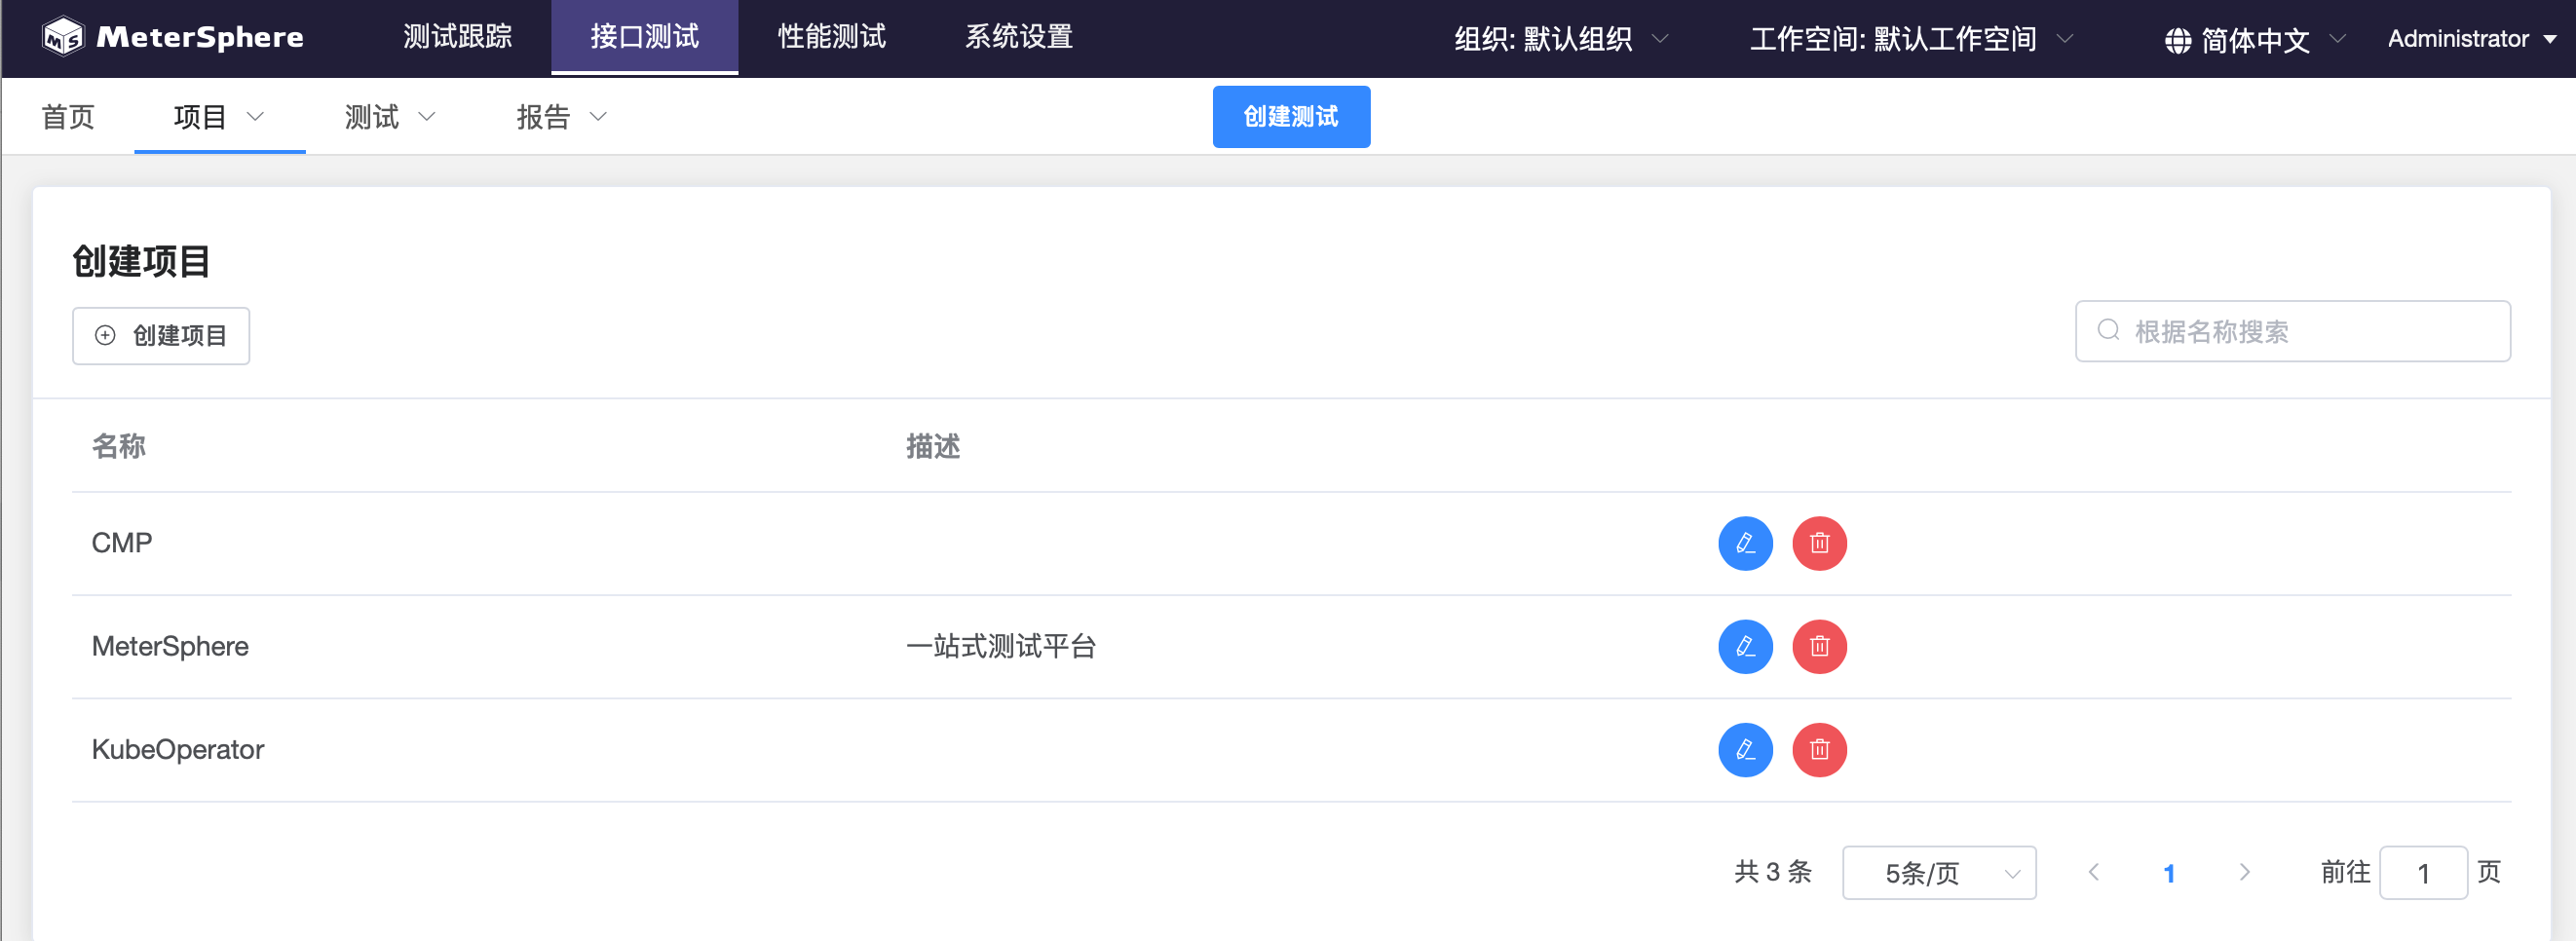 MS MeterSphere 测试跟踪 接口测试 性能测试 系统设置 组织: 默认组织 工作空间: 默认工作空间 简体中文 Administrator
首页 项目 测试 报告 创建测试
创建项目
创建项目 根据名称搜索
名称 描述
CMP
MeterSphere 一站式测试平台
KubeOperator
共 3 条 5条/页 1 前往 1 页